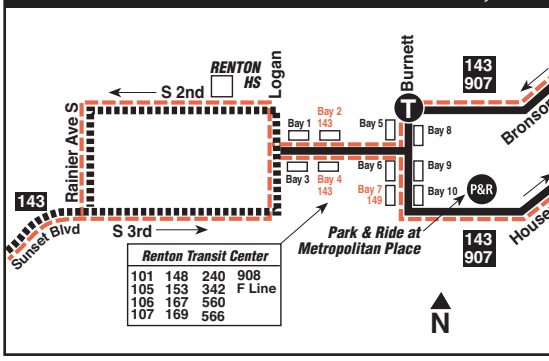 RENTON
HS
S 2nd
Logan
Burnett
143
907
Bronson
Rainier Ave S
Bay 1
Bay 2
143
Bay 5
T
Bay 8
Bay 3
Bay 4
143
Bay 6
Bay 9
Bay 7
149
Bay 10
P&R
143
Sunset Blvd
S 3rd
Park & Ride at
Metropolitan Place
House
143
907
Renton Transit Center
101 148 240 908
105 153 342 F Line
106 167 560
107 169 566
N